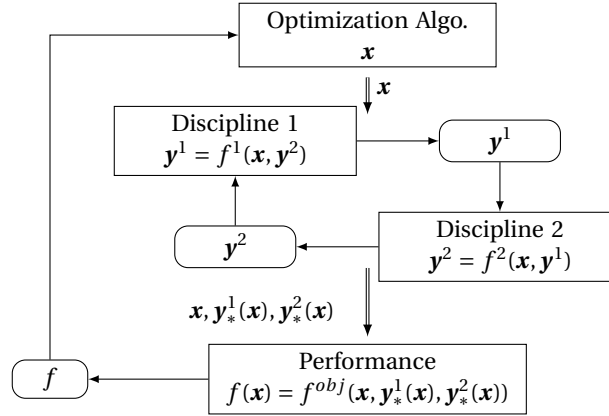 Optimization Algo.
𝒙
𝒙
Discipline 1
𝒚¹ = f¹(𝒙, 𝒚²)
𝒚¹
𝒚²
Discipline 2
𝒚² = f²(𝒙, 𝒚¹)
𝒙, 𝒚¹∗(𝒙), 𝒚²∗(𝒙)
Performance
f(𝒙) = f^{obj}(𝒙, 𝒚¹∗(𝒙), 𝒚²∗(𝒙))
f